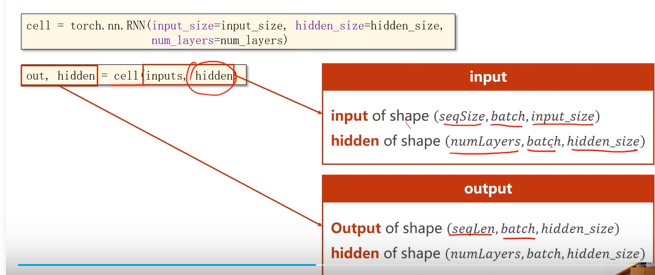 cell = torch.nn.RNN(input_size=input_size, hidden_size=hidden_size,
num_layers=num_layers)
out, hidden = cell(inputs, hidden)
input
input of shape (seqSize, batch, input_size)
hidden of shape (numLayers, batch, hidden_size)
output
Output of shape (seqLen, batch, hidden_size)
hidden of shape (numLayers, batch, hidden_size)